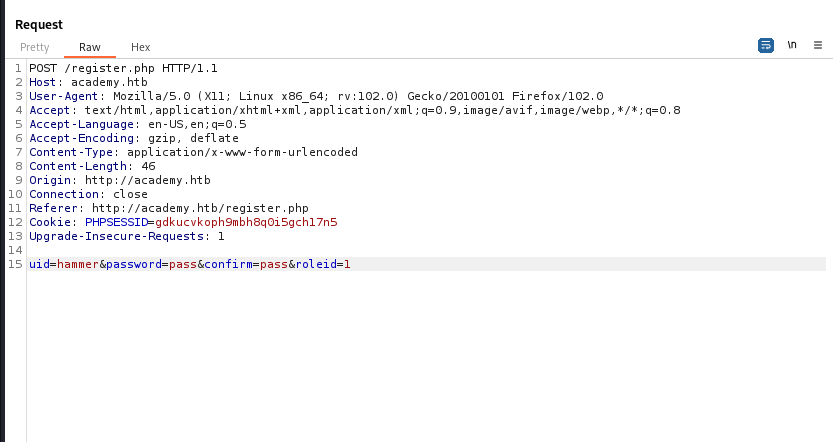 Request
Pretty Raw Hex \n
1 POST /register.php HTTP/1.1
2 Host: academy.htb
3 User-Agent: Mozilla/5.0 (X11; Linux x86_64; rv:102.0) Gecko/20100101 Firefox/102.0
4 Accept: text/html,application/xhtml+xml,application/xml;q=0.9,image/avif,image/webp,*/*;q=0.8
5 Accept-Language: en-US,en;q=0.5
6 Accept-Encoding: gzip, deflate
7 Content-Type: application/x-www-form-urlencoded
8 Content-Length: 46
9 Origin: http://academy.htb
10 Connection: close
11 Referer: http://academy.htb/register.php
12 Cookie: PHPSESSID=gdkucvkoph9mbh8q0i5gch17n5
13 Upgrade-Insecure-Requests: 1
14
15 uid=hammer&password=pass&confirm=pass&roleid=1